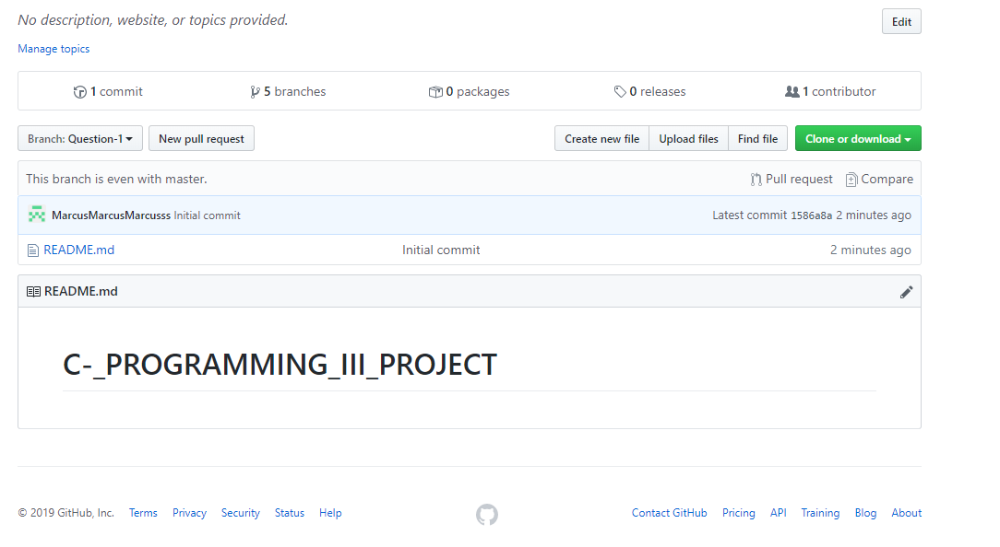 No description, website, or topics provided.
Edit
Manage topics
1 commit 5 branches 0 packages 0 releases 1 contributor
Branch: Question-1 New pull request Create new file Upload files Find file Clone or download
This branch is even with master. Pull request Compare
MarcusMarcusMarcusss Initial commit Latest commit 1586a8a 2 minutes ago
README.md Initial commit 2 minutes ago
README.md
C-_PROGRAMMING_III_PROJECT
© 2019 GitHub, Inc. Terms Privacy Security Status Help Contact GitHub Pricing API Training Blog About